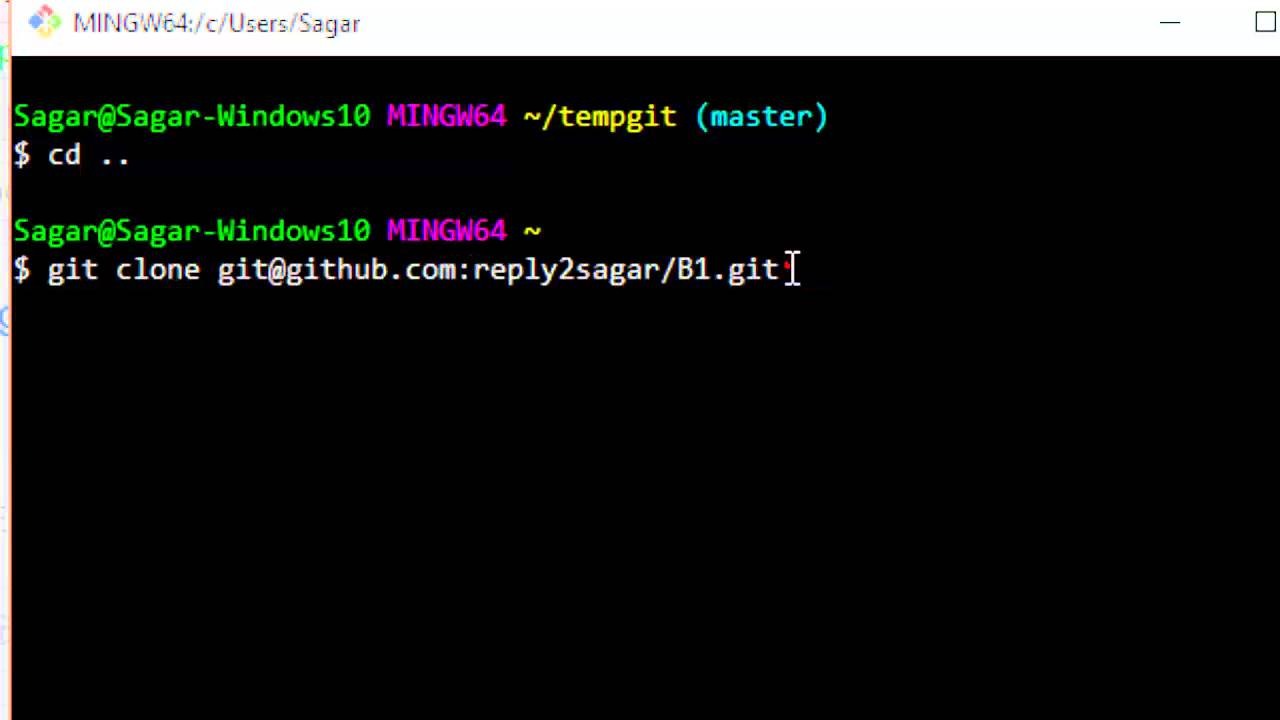 MINGW64:/c/Users/Sagar
Sagar@Sagar-Windows10 MINGW64 ~/tempgit (master)
$ cd ..
Sagar@Sagar-Windows10 MINGW64 ~
$ git clone git@github.com:reply2sagar/B1.git